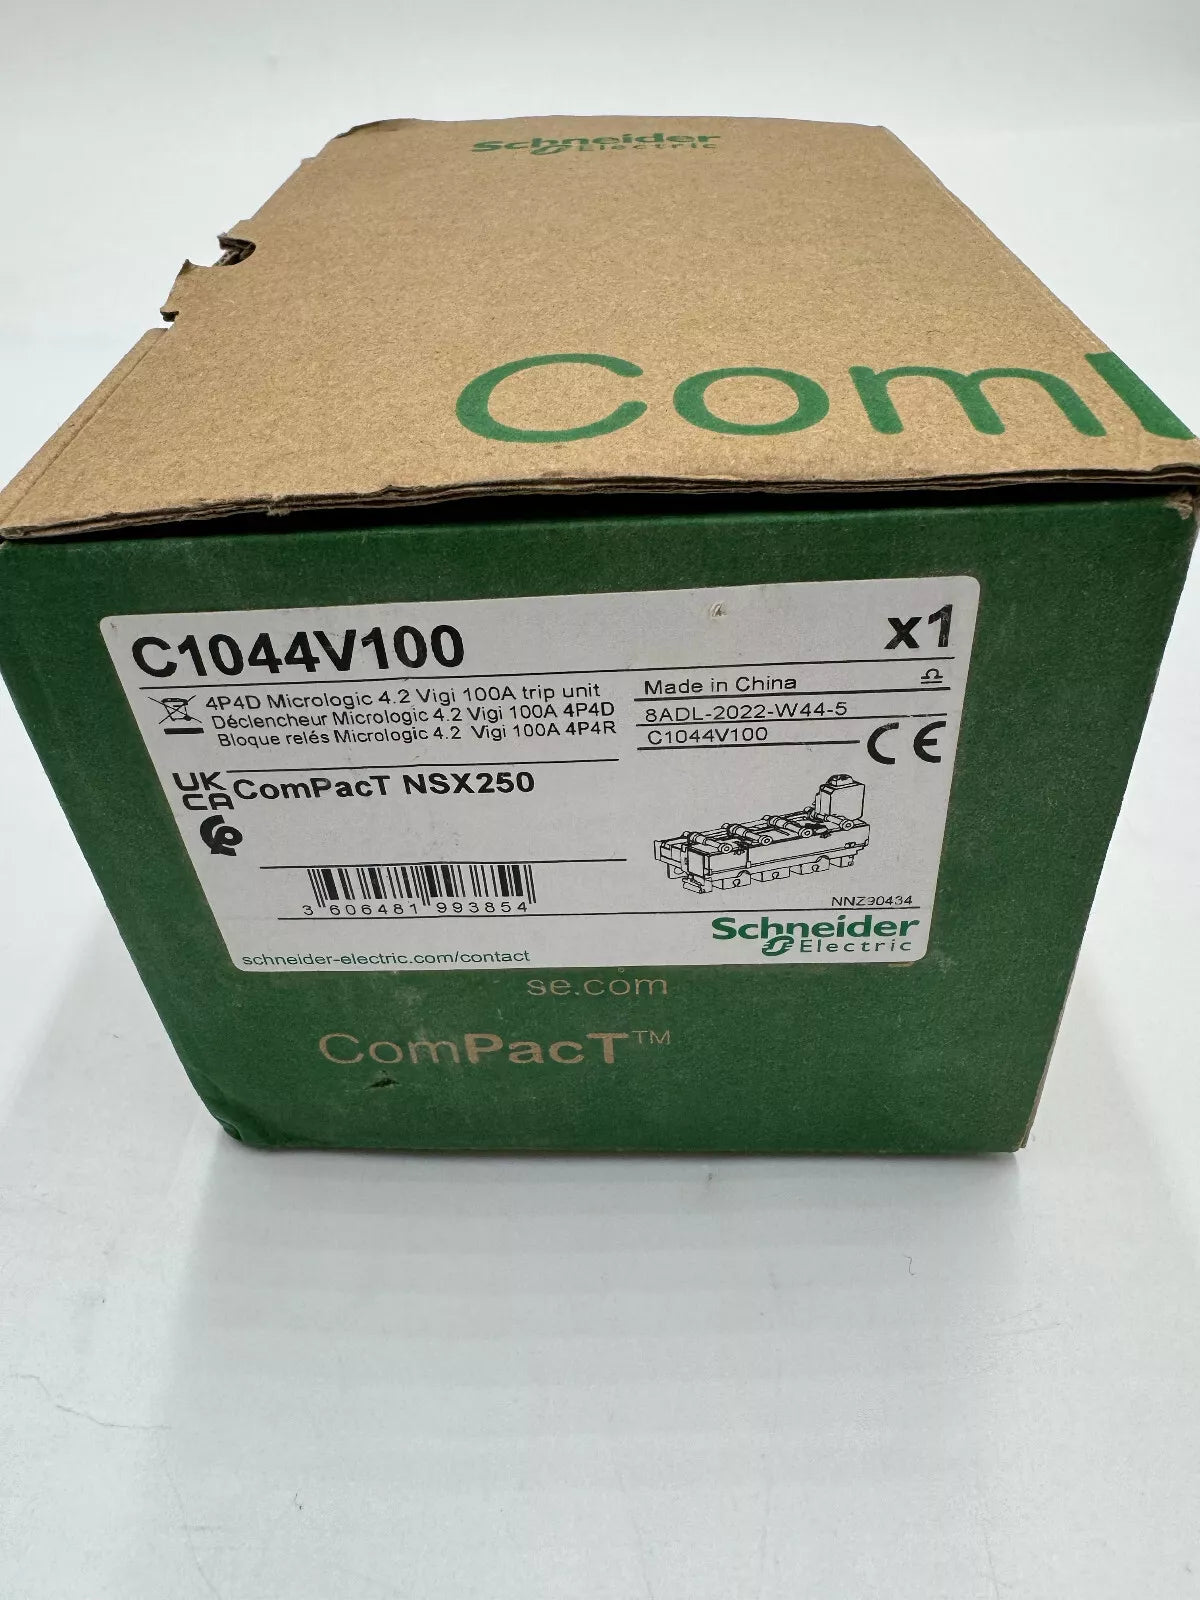 Schneider
Electric
Com
C1044V100
x1
4P4D Micrologic 4.2 Vigi 100A trip unit
Déclencheur Micrologic 4.2 Vigi 100A 4P4D
Bloque relés Micrologic 4.2 Vigi 100A 4P4R
Made in China
8ADL-2022-W44-5
C1044V100
CE
UK
CA
ComPacT NSX250
3 606481 993854
NNZ90434
schneider-electric.com/contact
Schneider
Electric
se.com
ComPacT™